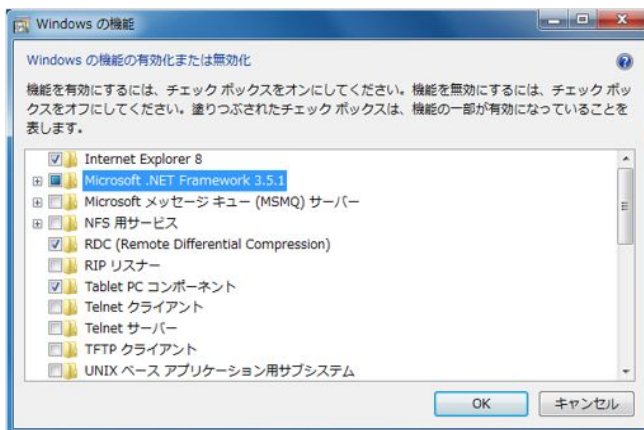 Windows の機能
Windows の機能の有効化または無効化
機能を有効にするには、チェック ボックスをオンにしてください。機能を無効にするには、チェック ボッ
クスをオフにしてください。塗りつぶされたチェック ボックスは、機能の一部が有効になっていることを
表します。
Internet Explorer 8
Microsoft .NET Framework 3.5.1
Microsoft メッセージ キュー (MSMQ) サーバー
NFS 用サービス
RDC (Remote Differential Compression)
RIP リスナー
Tablet PC コンポーネント
Telnet クライアント
Telnet サーバー
TFTP クライアント
UNIX ベース アプリケーション用サブシステム
OK
キャンセル